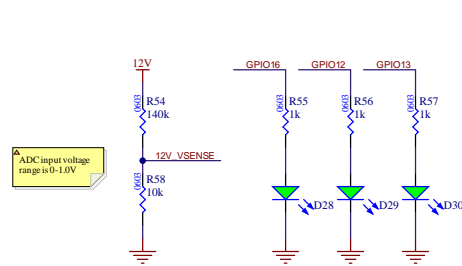 12V
GPIO16
GPIO12
GPIO13
0603
R54
140k
0603
R55
1k
0603
R56
1k
0603
R57
1k
ADC input voltage
range is 0-1.0V
12V_VSENSE
0603
R58
10k
D28
D29
D30